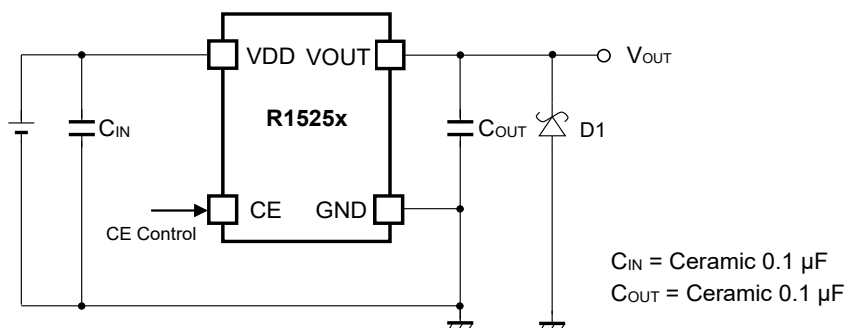 VDD VOUT
VOUT
R1525x
CIN
COUT
D1
CE GND
CE Control
CIN = Ceramic 0.1 µF
COUT = Ceramic 0.1 µF